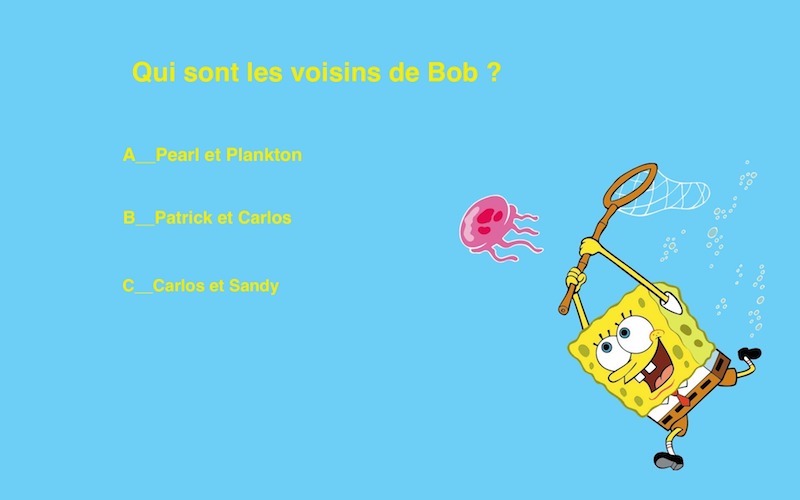 Qui sont les voisins de Bob ?
A__Pearl et Plankton
B__Patrick et Carlos
C__Carlos et Sandy